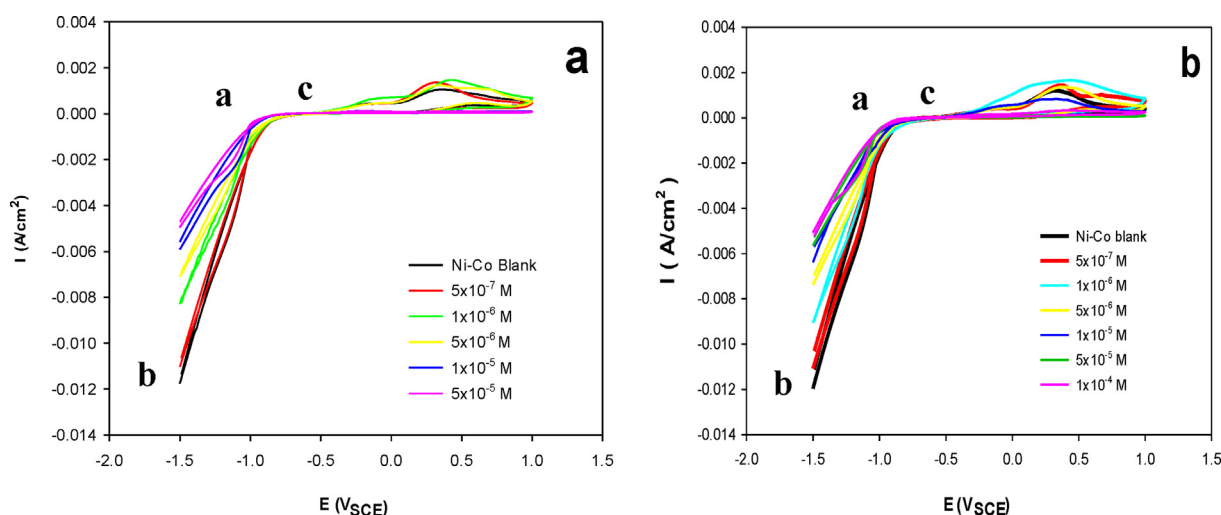 a
0.004
0.002
0.000
-0.002
-0.004
-0.006
-0.008
-0.010
-0.012
-0.014
I (A/cm²)
a
c
b
Ni-Co Blank
5x10⁻⁷ M
1x10⁻⁶ M
5x10⁻⁶ M
1x10⁻⁵ M
5x10⁻⁵ M
-2.0 -1.5 -1.0 -0.5 0.0 0.5 1.0 1.5
E (V_SCE)
b
0.004
0.002
0.000
-0.002
-0.004
-0.006
-0.008
-0.010
-0.012
-0.014
I ( A/cm²)
a
c
b
Ni-Co blank
5x10⁻⁷ M
1x10⁻⁶ M
5x10⁻⁶ M
1x10⁻⁵ M
5x10⁻⁵ M
1x10⁻⁴ M
-2.0 -1.5 -1.0 -0.5 0.0 0.5 1.0 1.5
E (V_SCE)